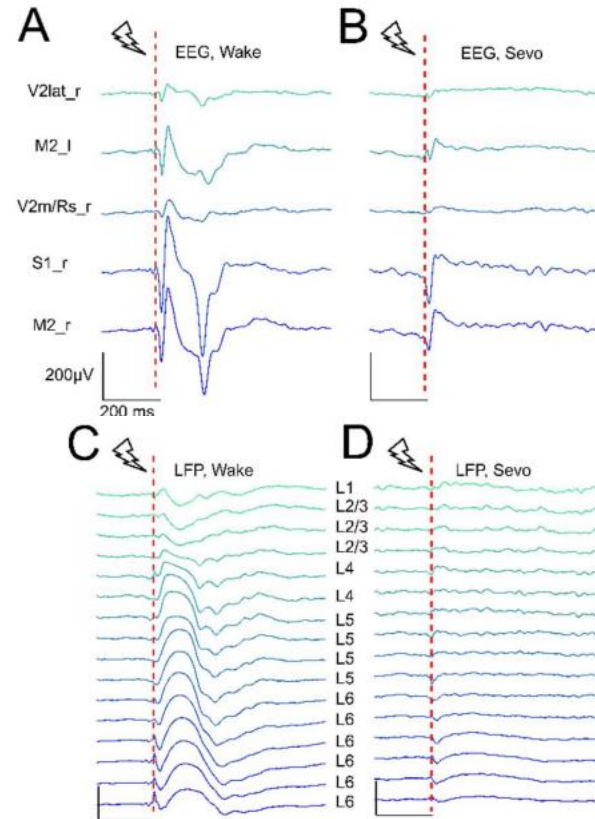 A
EEG, Wake
B
EEG, Sevo
V2lat_r
M2_l
V2m/Rs_r
S1_r
M2_r
200µV
200 ms
C
LFP, Wake
D
LFP, Sevo
L1
L2/3
L2/3
L2/3
L4
L4
L5
L5
L5
L5
L6
L6
L6
L6
L6
L6